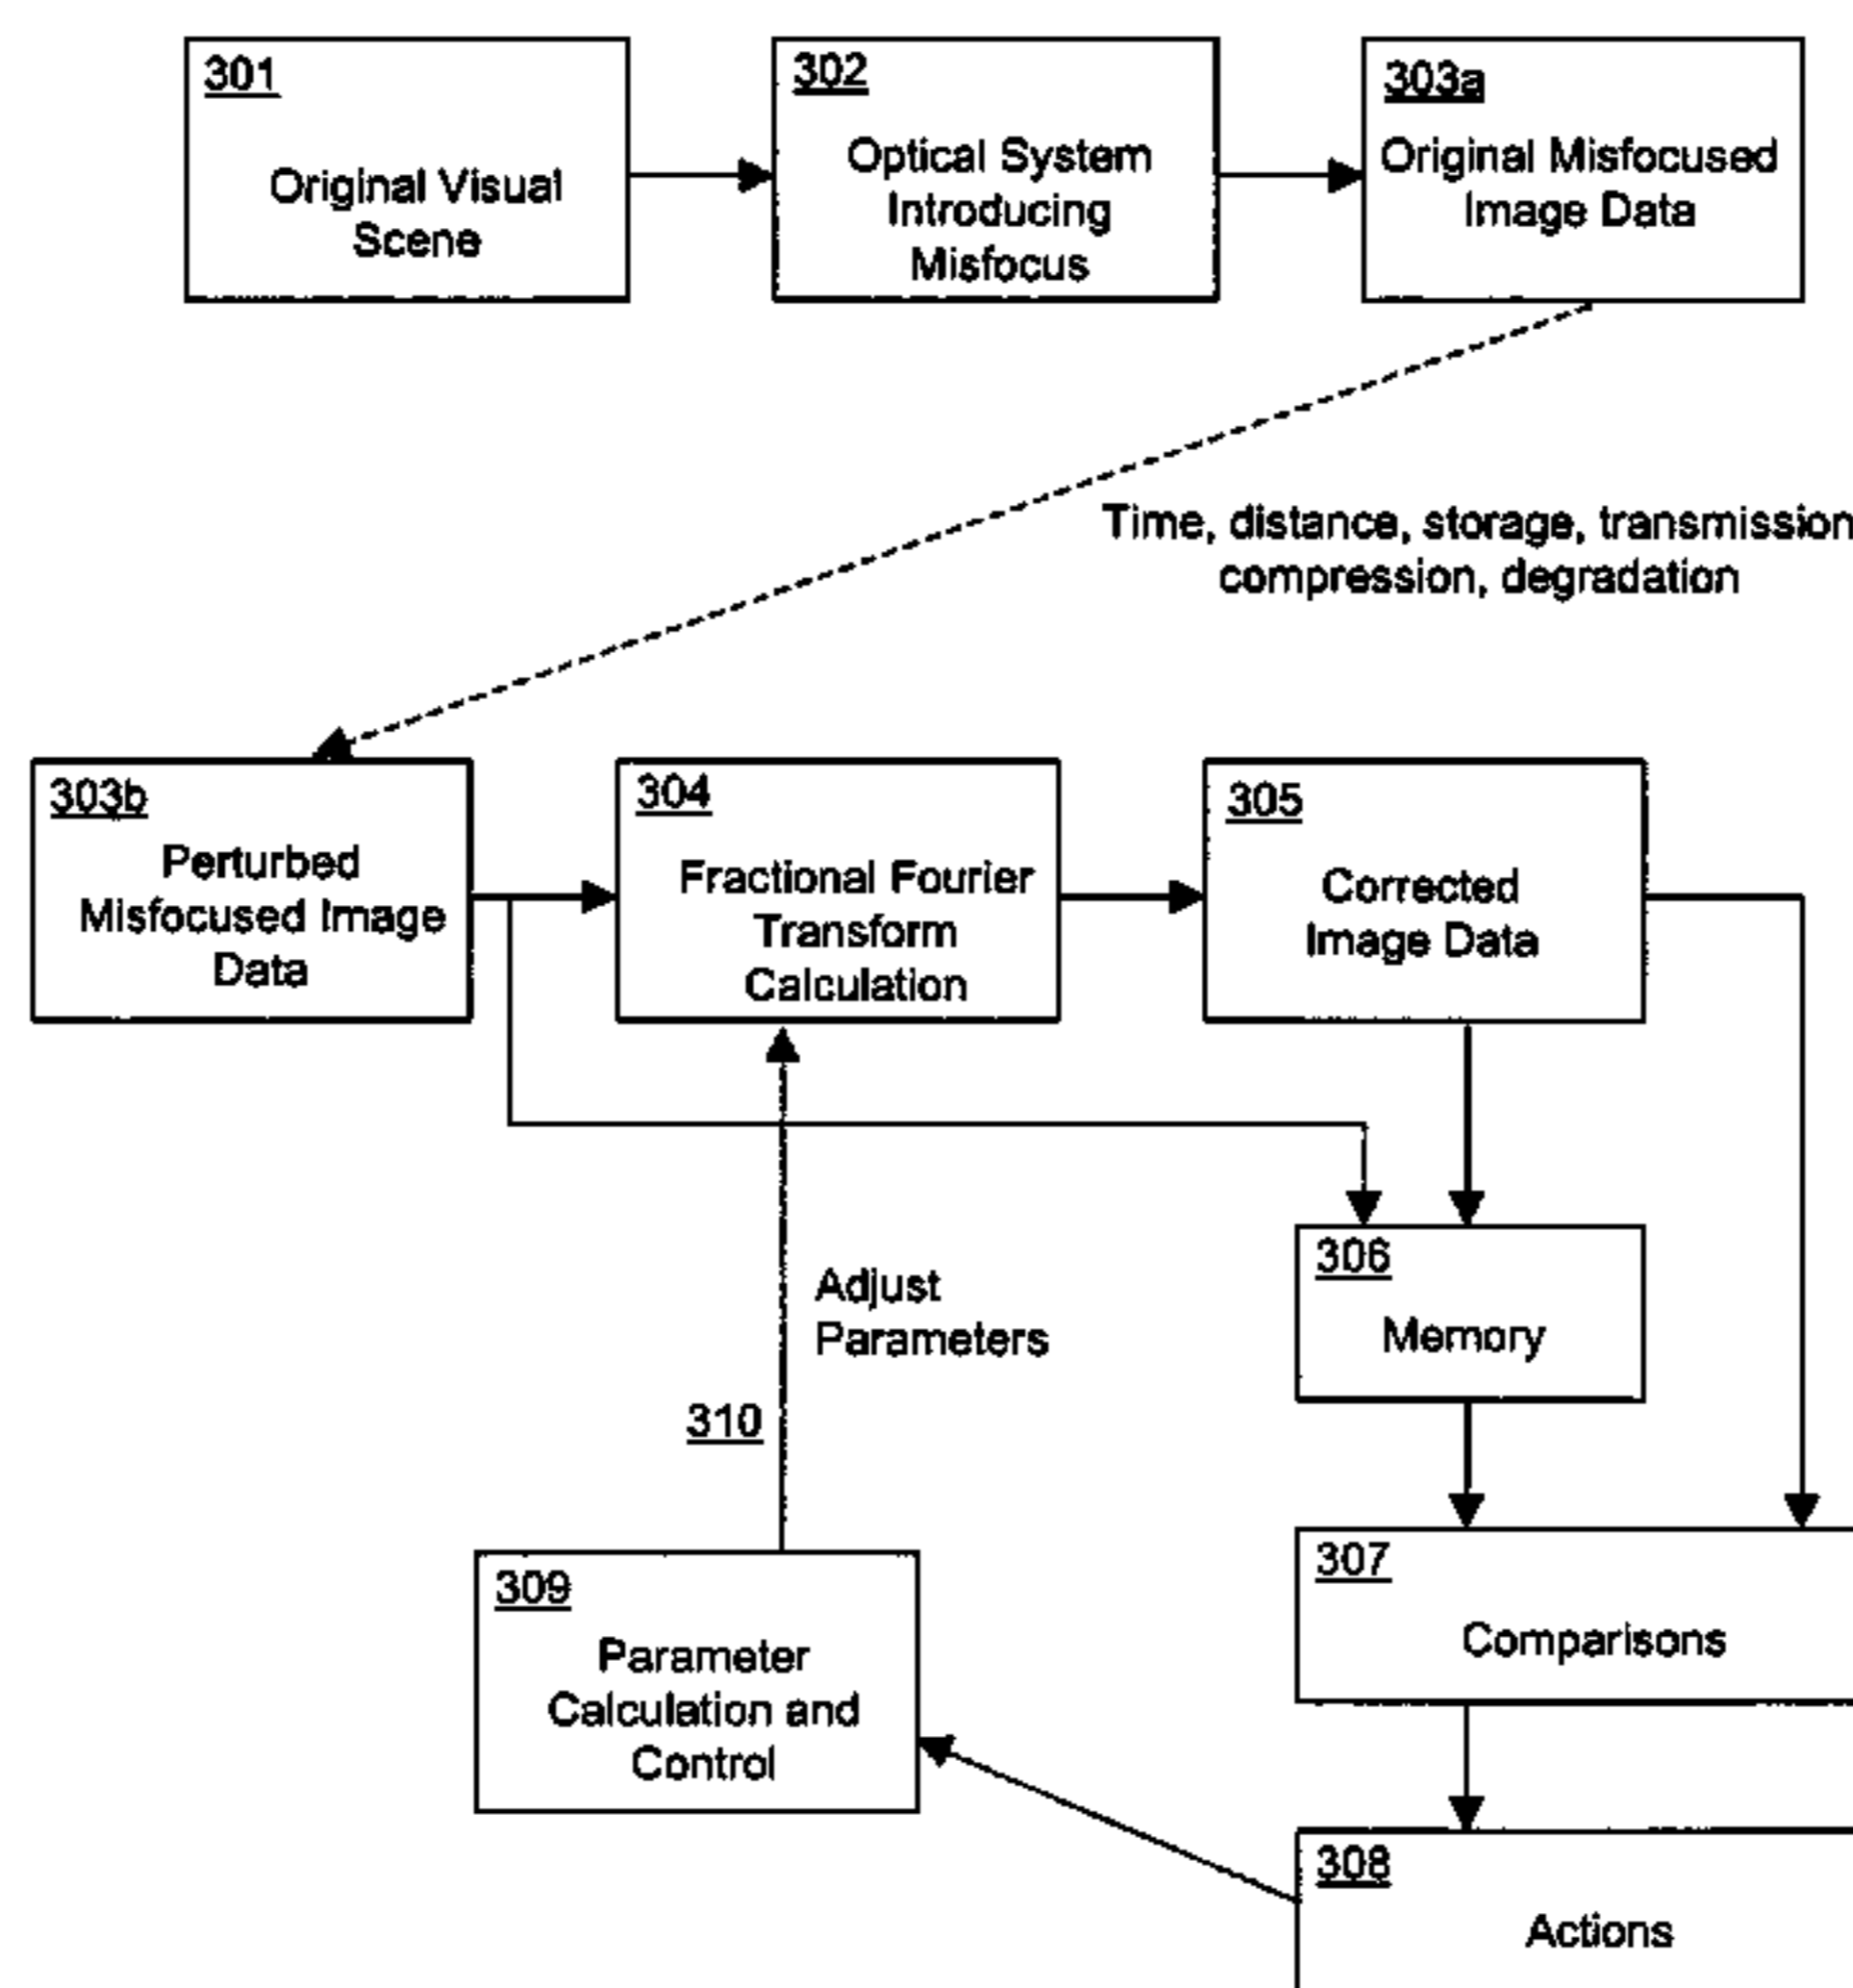 301
Original Visual
Scene
302
Optical System
Introducing
Misfocus
303a
Original Misfocused
Image Data
Time, distance, storage, transmission
compression, degradation
303b
Perturbed
Misfocused Image
Data
304
Fractional Fourier
Transform
Calculation
305
Corrected
Image Data
306
Memory
Adjust
Parameters
310
307
Comparisons
309
Parameter
Calculation and
Control
308
Actions